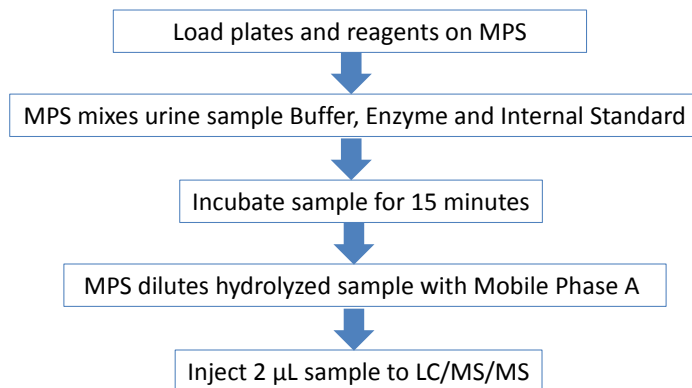 Load plates and reagents on MPS
MPS mixes urine sample Buffer, Enzyme and Internal Standard
Incubate sample for 15 minutes
MPS dilutes hydrolyzed sample with Mobile Phase A
Inject 2 µL sample to LC/MS/MS